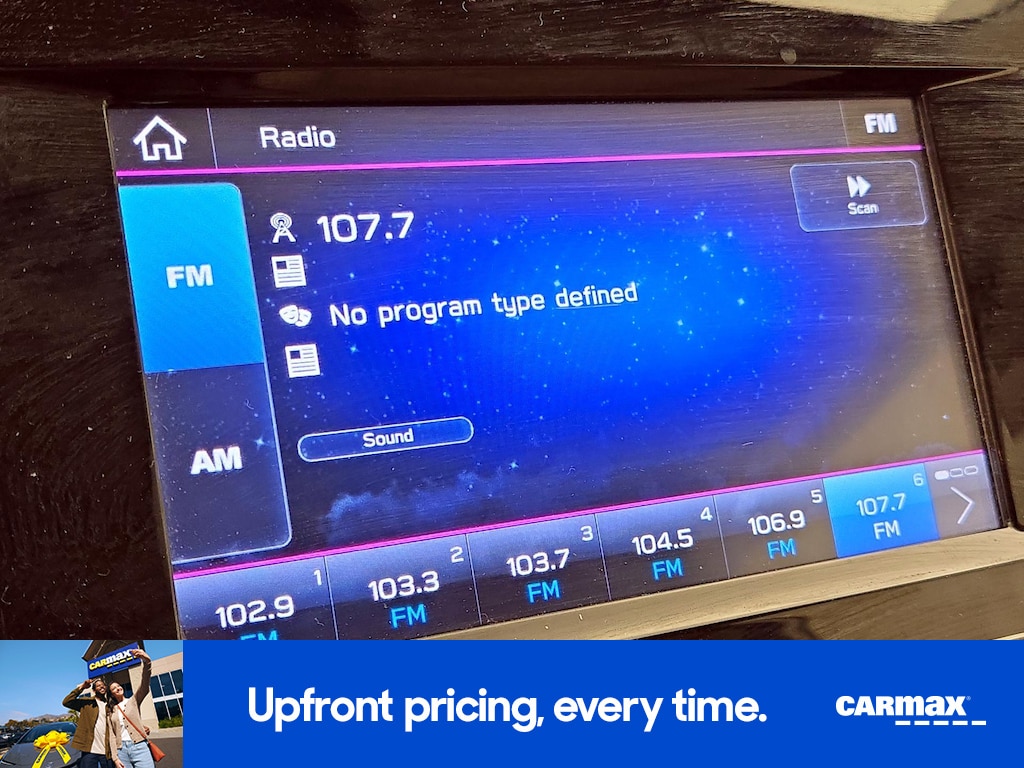 Radio
FM
Scan
107.7
FM
No program type defined
AM
Sound
1
102.9
FM
2
103.3
FM
3
103.7
FM
4
104.5
FM
5
106.9
FM
6
107.7
FM
CARMAX
Upfront pricing, every time.
CARMAX